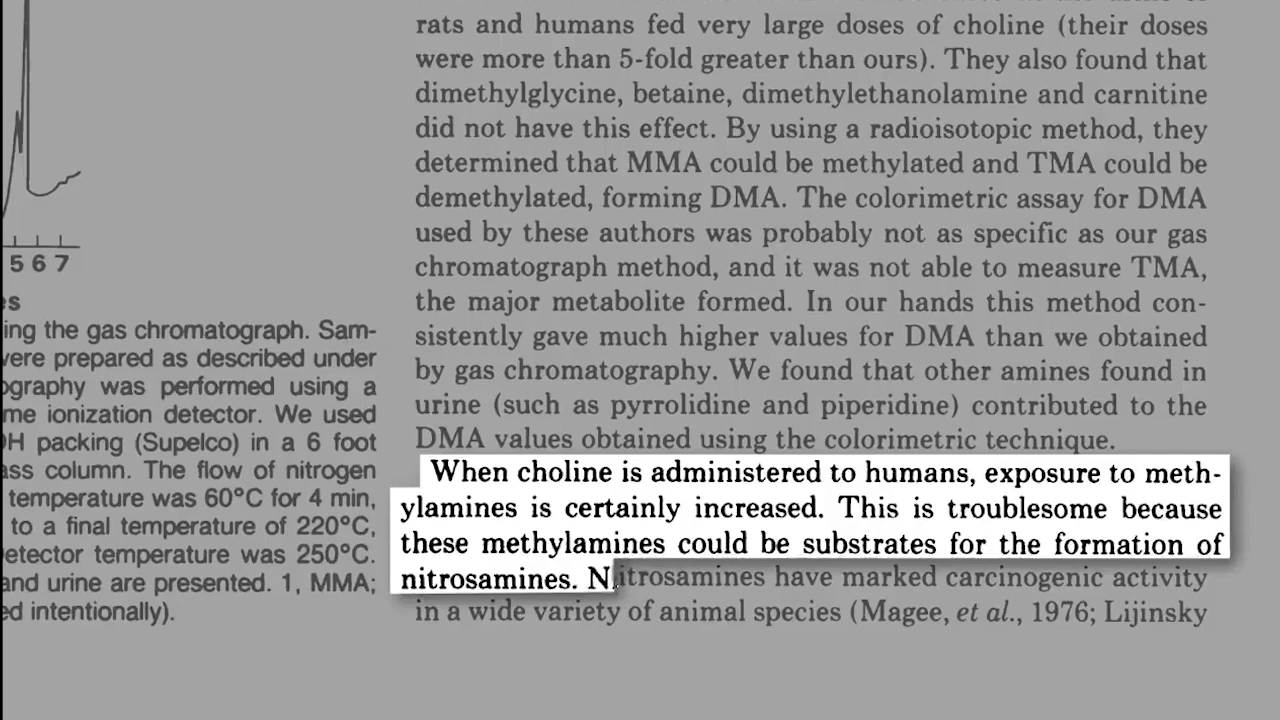 5 6 7
es
ing the gas chromatograph. Sam-
vere prepared as described under
ography was performed using a
me ionization detector. We used
OH packing (Supelco) in a 6 foot
ass column. The flow of nitrogen
temperature was 60°C for 4 min,
to a final temperature of 220°C,
etector temperature was 250°C.
and urine are presented. 1, MMA;
ed intentionally).
rats and humans fed very large doses of choline (their doses
were more than 5-fold greater than ours). They also found that
dimethylglycine, betaine, dimethylethanolamine and carnitine
did not have this effect. By using a radioisotopic method, they
determined that MMA could be methylated and TMA could be
demethylated, forming DMA. The colorimetric assay for DMA
used by these authors was probably not as specific as our gas
chromatograph method, and it was not able to measure TMA,
the major metabolite formed. In our hands this method con-
sistently gave much higher values for DMA than we obtained
by gas chromatography. We found that other amines found in
urine (such as pyrrolidine and piperidine) contributed to the
DMA values obtained using the colorimetric technique.
When choline is administered to humans, exposure to meth-
ylamines is certainly increased. This is troublesome because
these methylamines could be substrates for the formation of
nitrosamines. Nitrosamines have marked carcinogenic activity
in a wide variety of animal species (Magee, et al., 1976; Lijinsky